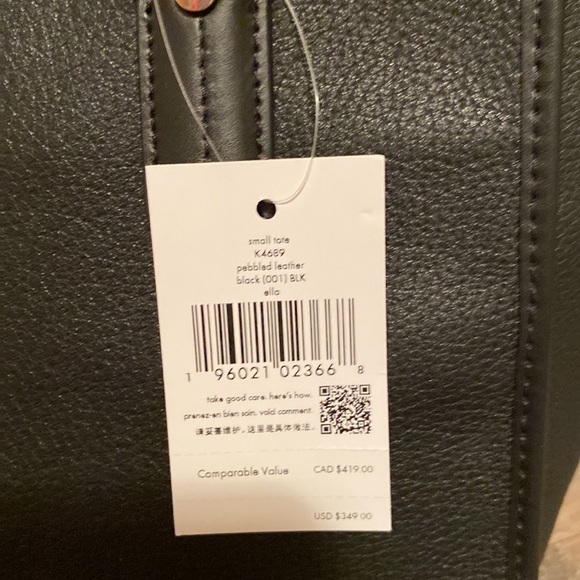 small tote
K4689
pebbled leather
black (001) BLK
ella
1 96021 02366 8
take good care. here's how.
prenez-en bien soin. voici comment.
请妥善维护。这里是具体做法。
Comparable Value CAD $419.00
USD $349.00